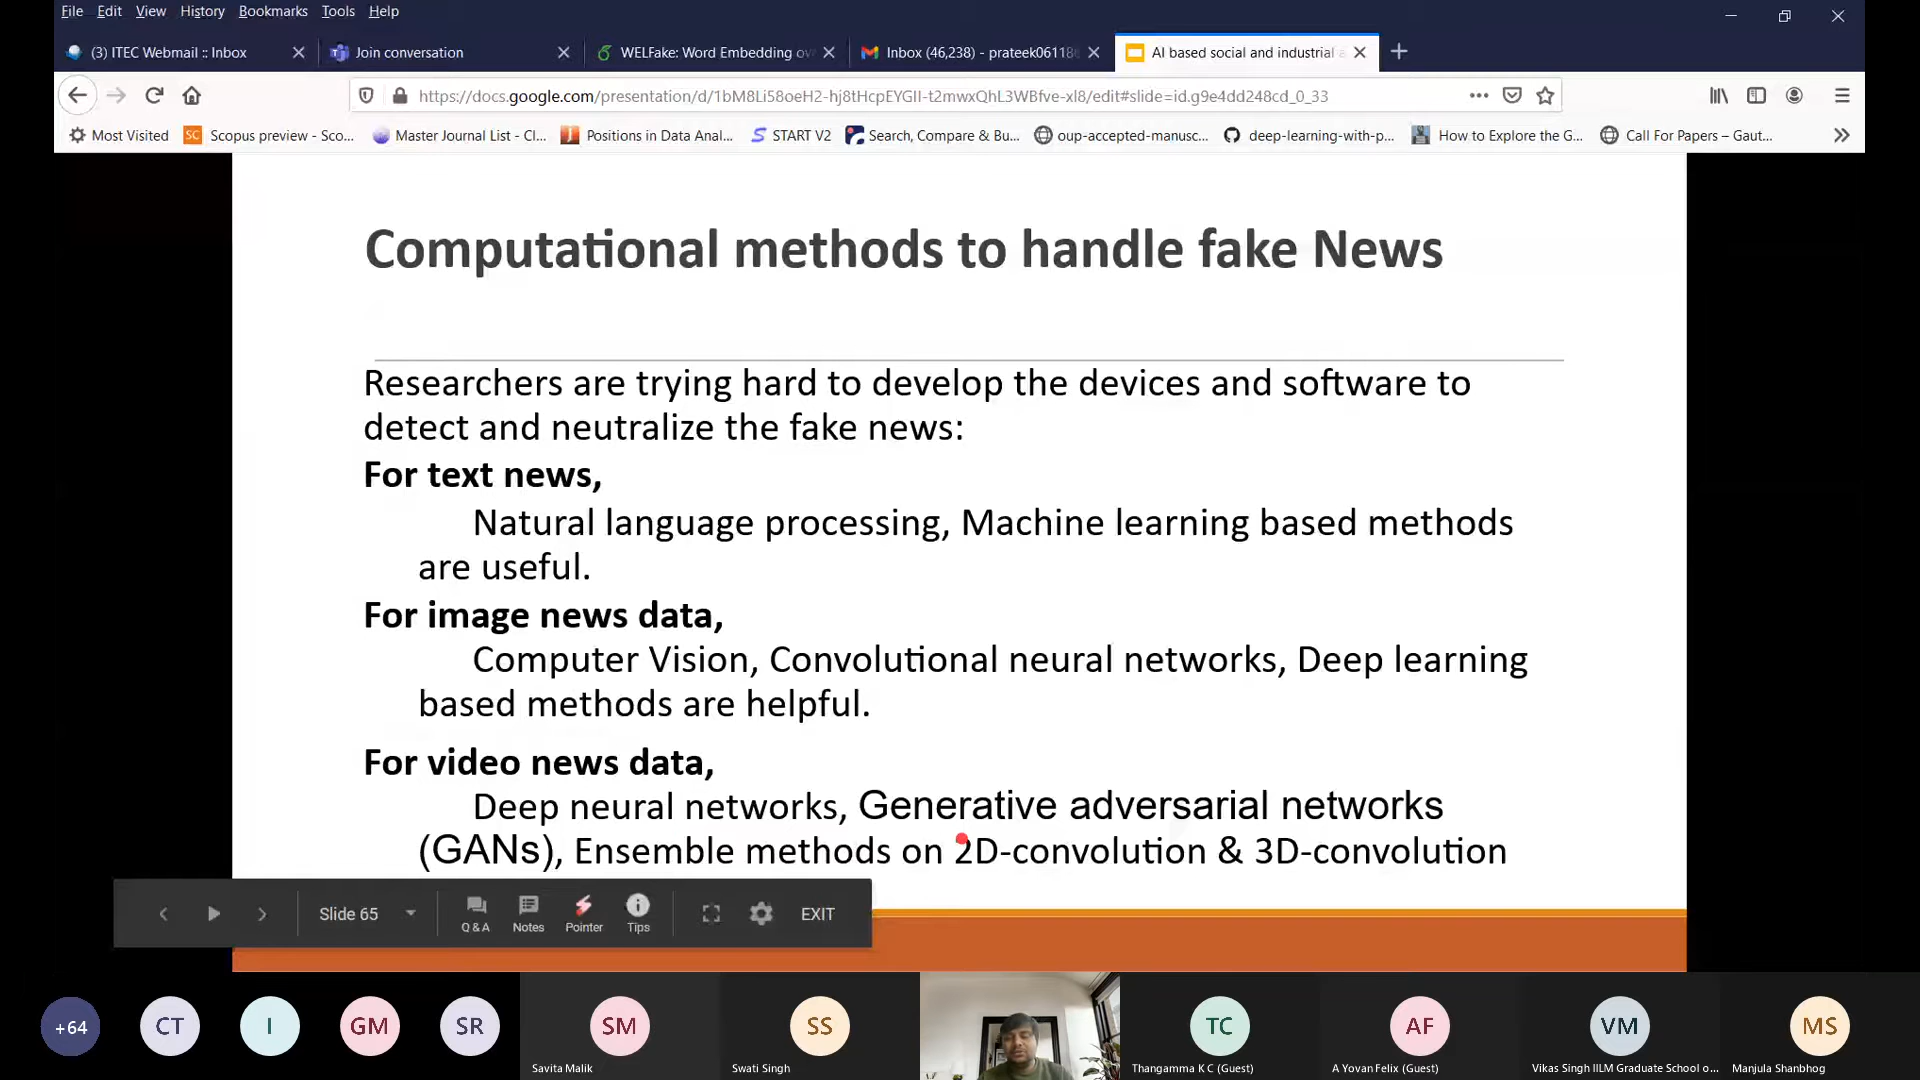 File Edit View History Bookmarks Tools Help
(3) ITEC Webmail :: Inbox
Join conversation
WELFake: Word Embedding ov
Inbox (46,238) - prateek06118
AI based social and industrial a
https://docs.google.com/presentation/d/1bM8Li58oeH2-hj8tHcpEYGII-t2mwxQhL3WBfve-xl8/edit#slide=id.g9e4dd248cd_0_33
Most Visited
Scopus preview - Sco...
Master Journal List - Cl...
Positions in Data Anal...
START V2
Search, Compare & Bu...
oup-accepted-manusc...
deep-learning-with-p...
How to Explore the G...
Call For Papers – Gaut...
Computational methods to handle fake News
Researchers are trying hard to develop the devices and software to
detect and neutralize the fake news:
For text news,
Natural language processing, Machine learning based methods
are useful.
For image news data,
Computer Vision, Convolutional neural networks, Deep learning
based methods are helpful.
For video news data,
Deep neural networks, Generative adversarial networks
(GANs), Ensemble methods on 2D-convolution & 3D-convolution
Slide 65
Q & A
Notes
Pointer
Tips
EXIT
+64
CT
I
GM
SR
SM
SS
TC
AF
VM
MS
Savita Malik
Swati Singh
Thangamma K C (Guest)
A Yovan Felix (Guest)
Vikas Singh IILM Graduate School o...
Manjula Shanbhog